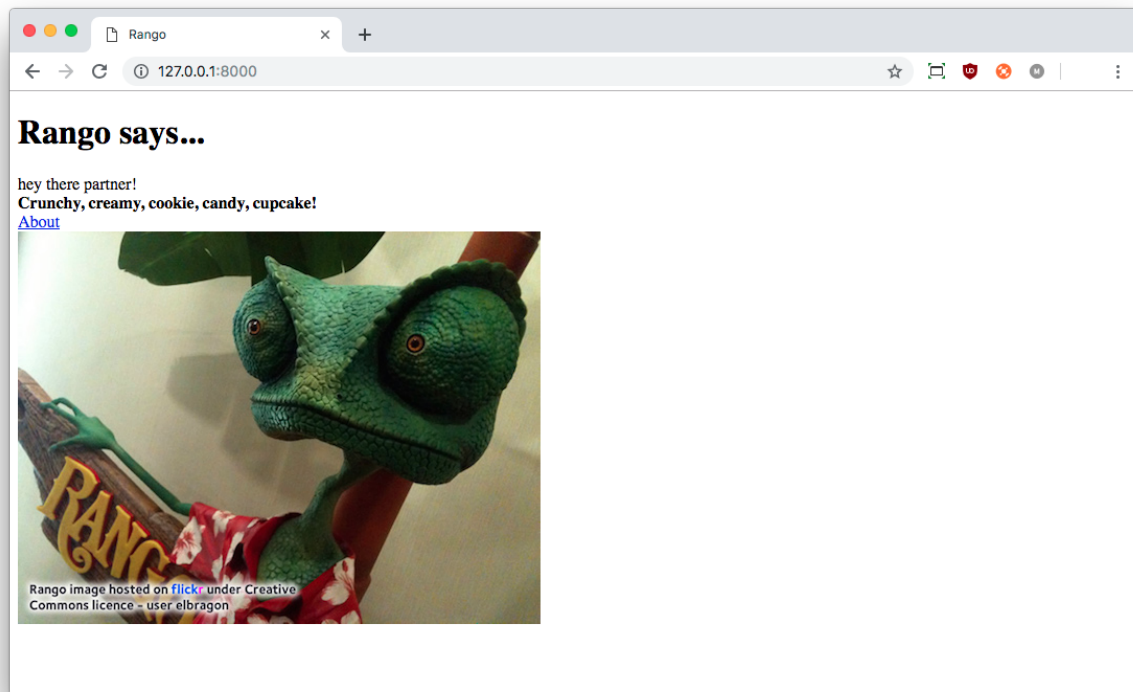 Rango
127.0.0.1:8000
Rango says...
hey there partner!
Crunchy, creamy, cookie, candy, cupcake!
About
RANGO
Rango image hosted on flickr under Creative
Commons licence - user elbragon